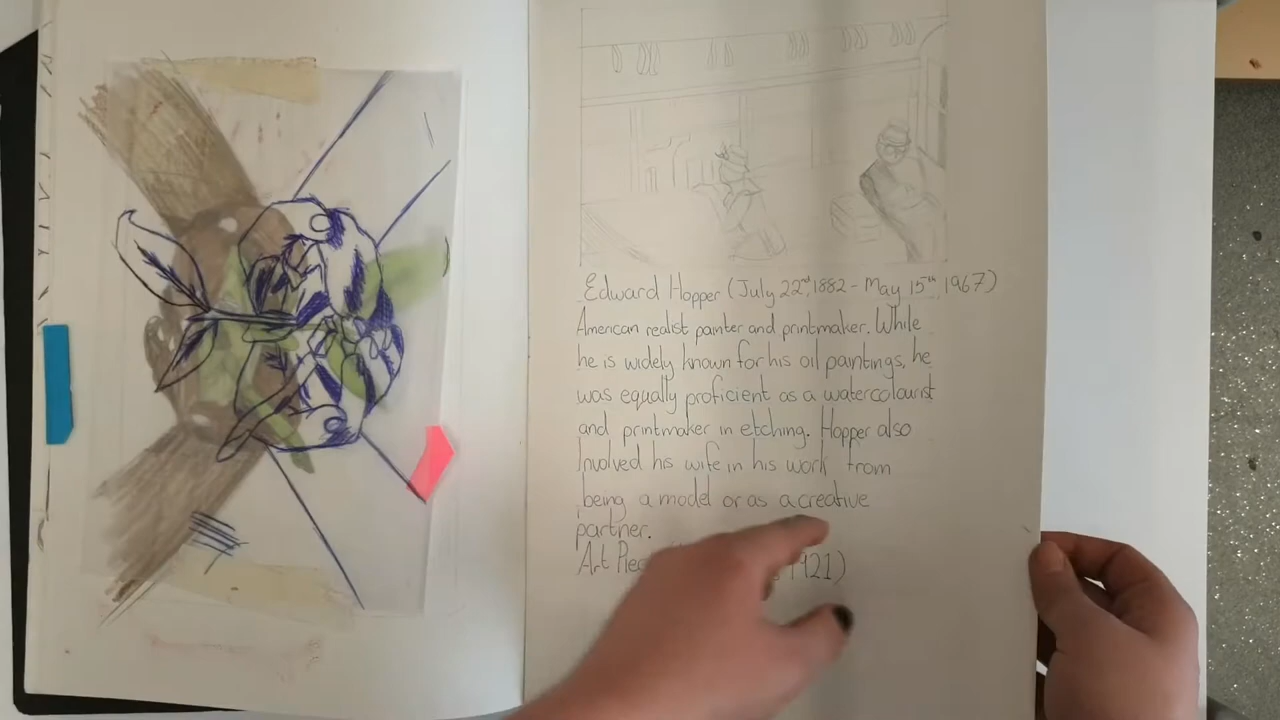 Edward Hopper (July 22nd, 1882 - May 15th, 1967)
American realist painter and printmaker. While
he is widely known for his oil paintings, he
was equally proficient as a watercolourist
and printmaker in etching. Hopper also
Involved his wife in his work from
being a model or as a creative
partner.
Art 1921)